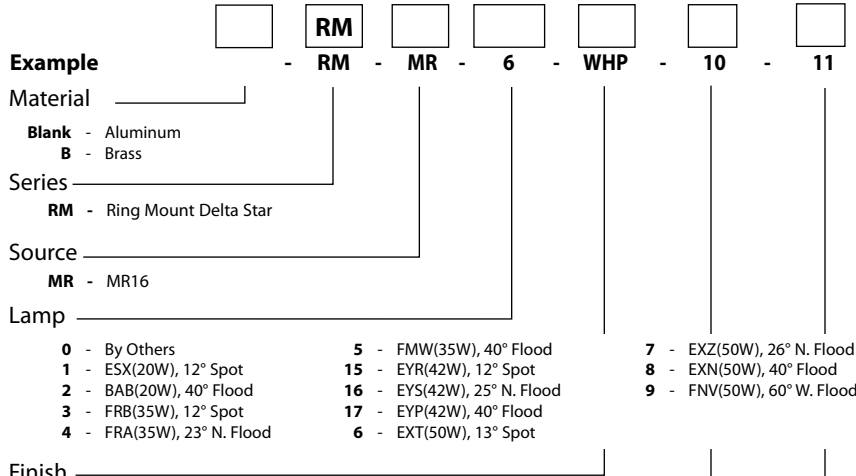 RM
Example - RM - MR - 6 - WHP - 10 - 11
Material
Blank - Aluminum
B - Brass
Series
RM - Ring Mount Delta Star
Source
MR - MR16
Lamp
0 - By Others
1 - ESX(20W), 12° Spot
2 - BAB(20W), 40° Flood
3 - FRB(35W), 12° Spot
4 - FRA(35W), 23° N. Flood
5 - FMW(35W), 40° Flood
15 - EYR(42W), 12° Spot
16 - EYS(42W), 25° N. Flood
17 - EYP(42W), 40° Flood
6 - EXT(50W), 13° Spot
7 - EXZ(50W), 26° N. Flood
8 - EXN(50W), 40° Flood
9 - FNV(50W), 60° W. Flood
Finish